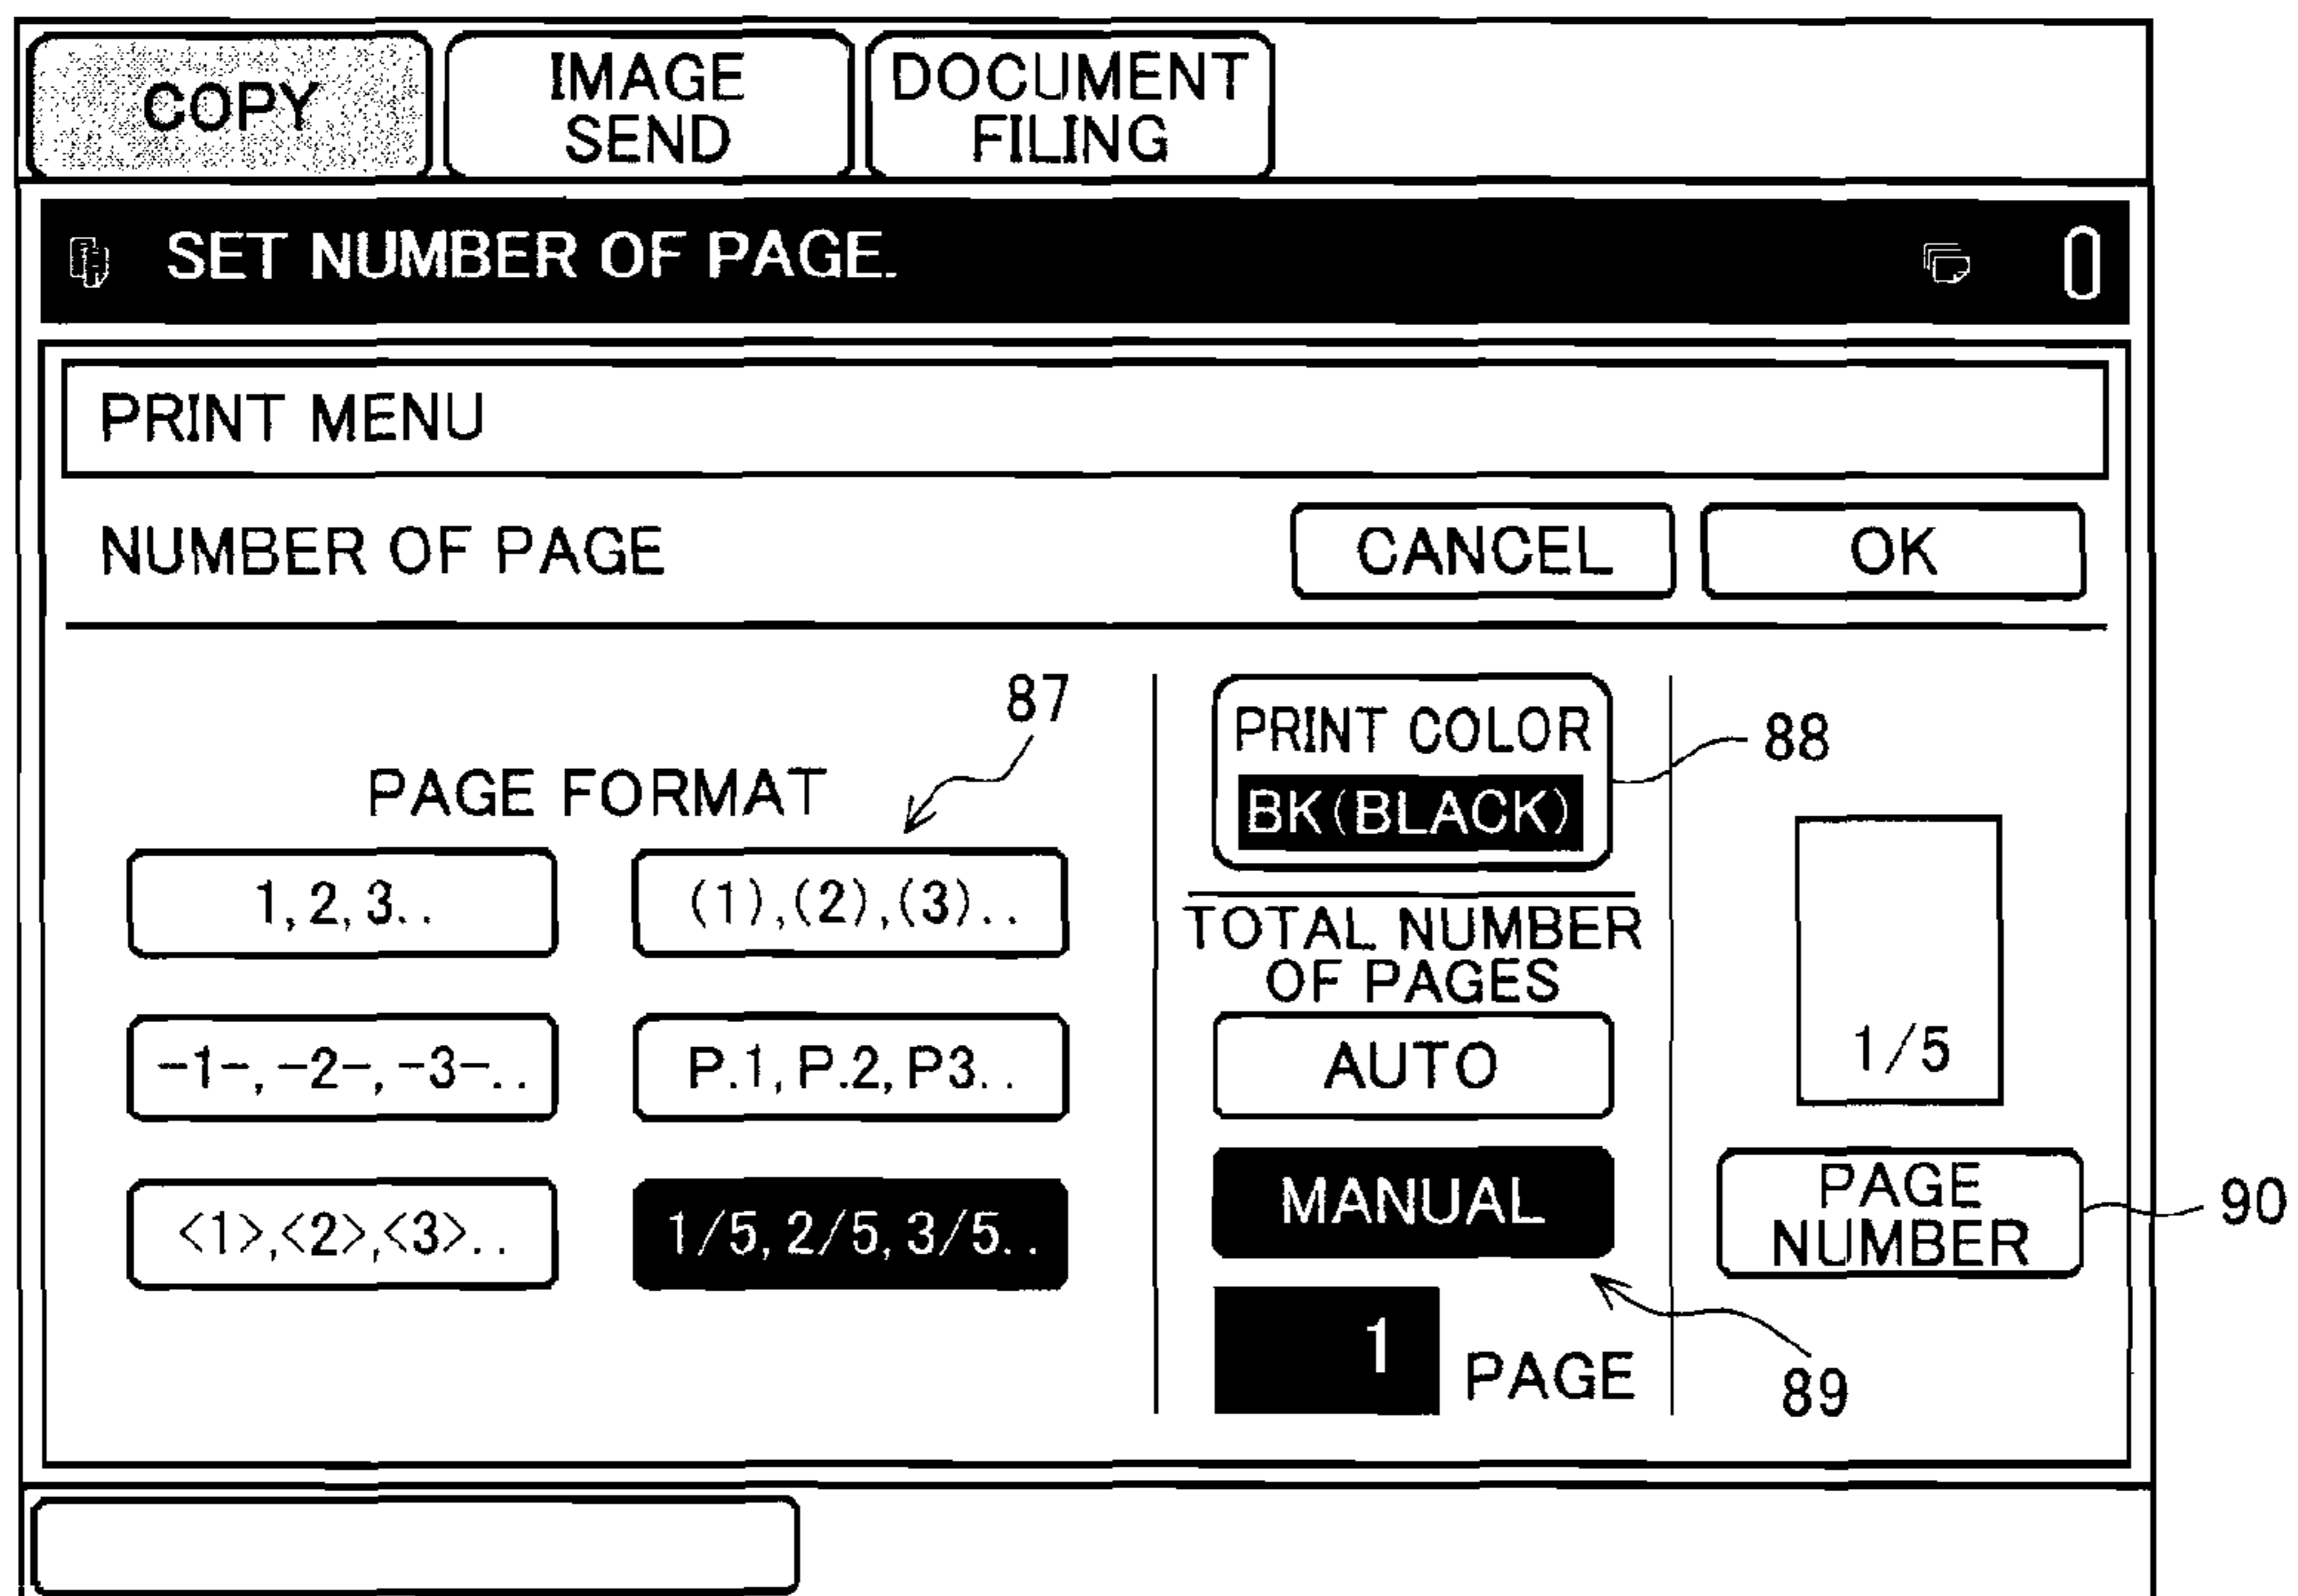 COPY
IMAGE
SEND
DOCUMENT
FILING
SET NUMBER OF PAGE.
0
PRINT MENU
NUMBER OF PAGE
CANCEL
OK
87
PAGE FORMAT
1,2,3..
(1),(2),(3)..
-1-,-2-,-3-..
P.1,P.2,P3..
<1>,<2>,<3>..
1/5,2/5,3/5..
PRINT COLOR
BK(BLACK)
88
TOTAL NUMBER
OF PAGES
AUTO
MANUAL
1
PAGE
89
1/5
PAGE
NUMBER
90